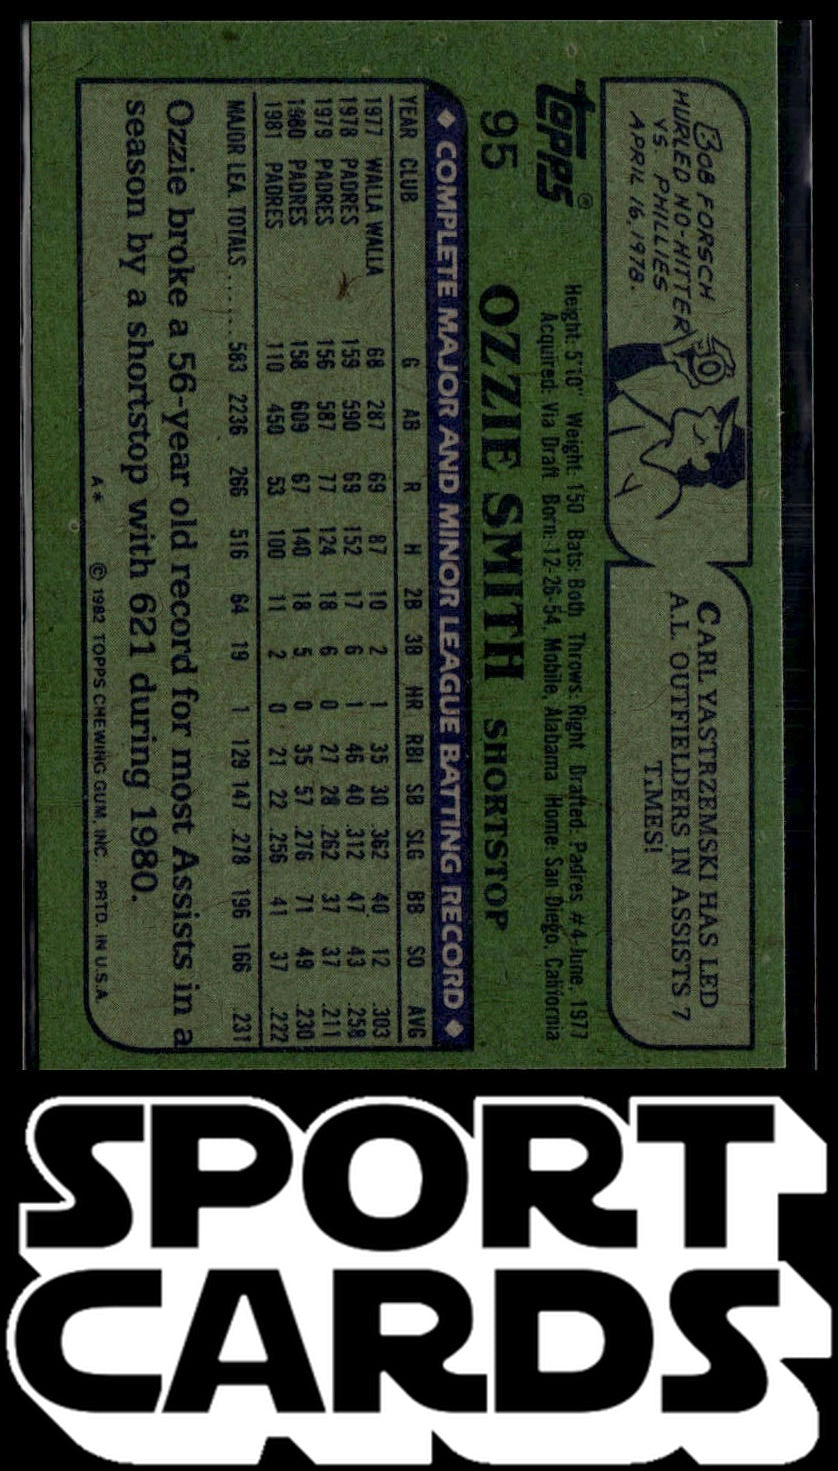 BOB FORSCH
HURLED NO-HITTER
VS. PHILLIES
APRIL 16, 1978.
CARL YASTRZEMSKI HAS LED
A.L. OUTFIELDERS IN ASSISTS 7
TIMES!
topps®
95
Height: 5'10" Weight: 150 Bats: Both Throws: Right Drafted: Padres #4-June, 1977
Acquired: Via Draft Born: 12-26-54, Mobile, Alabama Home: San Diego, California
OZZIE SMITH SHORTSTOP
◆ COMPLETE MAJOR AND MINOR LEAGUE BATTING RECORD ◆
YEAR CLUB G AB R H 2B 3B HR RBI SB SLG BB SO AVG
1977 WALLA WALLA 68 287 69 87 10 2 1 35 30 .362 40 12 .303
1978 PADRES 159 590 69 152 17 6 1 46 40 .312 47 43 .258
1979 PADRES 156 587 77 124 18 6 0 27 28 .262 37 37 .211
1980 PADRES 158 609 67 140 18 5 0 35 57 .276 71 49 .230
1981 PADRES 110 450 53 100 11 2 0 21 22 .256 41 37 .222
MAJOR LEA. TOTALS ...... 583 2236 266 516 64 19 1 129 147 .278 196 166 .231
Ozzie broke a 56-year old record for most Assists in a
season by a shortstop with 621 during 1980.
A* © 1982 TOPPS CHEWING GUM, INC. PRTD. IN U.S.A.
SPORT
CARDS